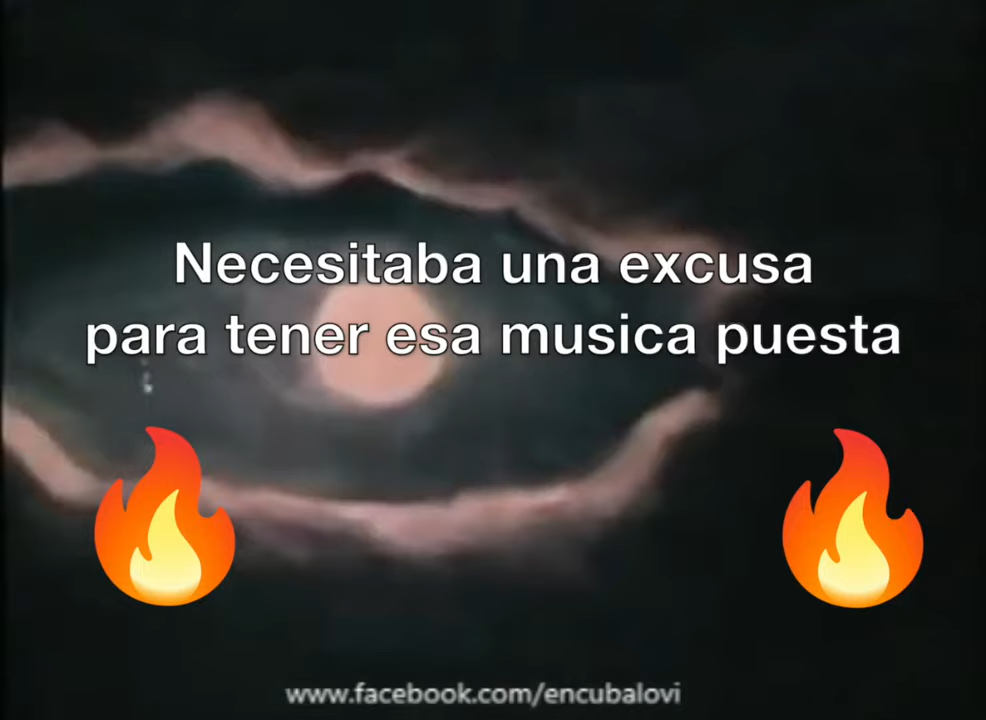 Necesitaba una excusa
para tener esa musica puesta
www.facebook.com/encubalovi